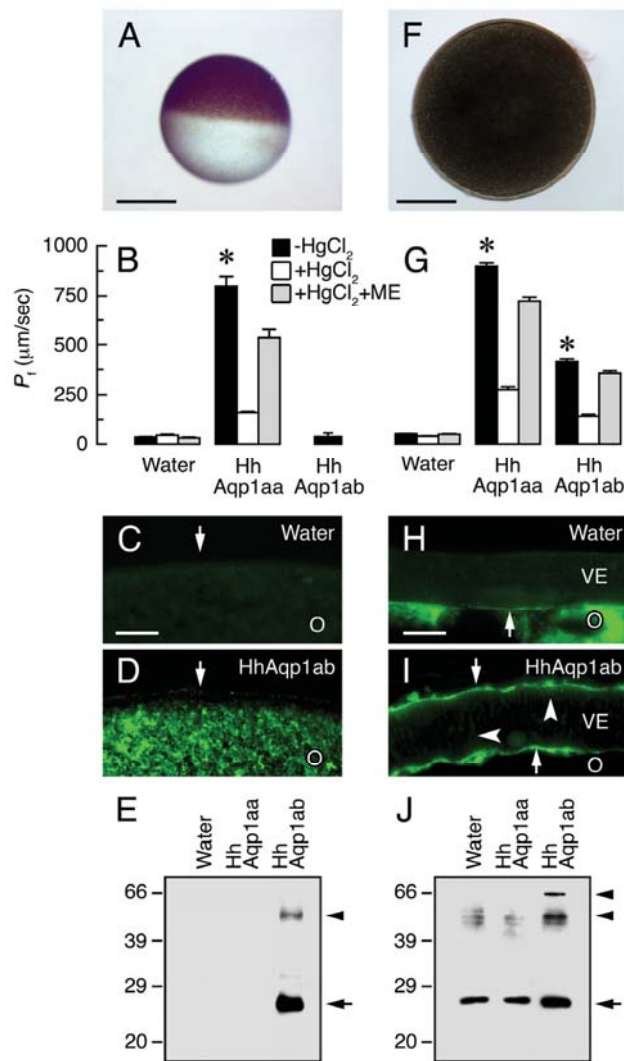 A
F
B
G
1000
750
500
250
0
P_f (μm/sec)
-HgCl2
+HgCl2
+HgCl2+ME
*
*
*
Water
Hh
Aqp1aa
Hh
Aqp1ab
Water
Hh
Aqp1aa
Hh
Aqp1ab
C
Water
O
H
Water
VE
O
D
HhAqp1ab
O
I
HhAqp1ab
VE
O
E
Water
Hh
Aqp1aa
Hh
Aqp1ab
66
39
29
20
J
Water
Hh
Aqp1aa
Hh
Aqp1ab
66
39
29
20